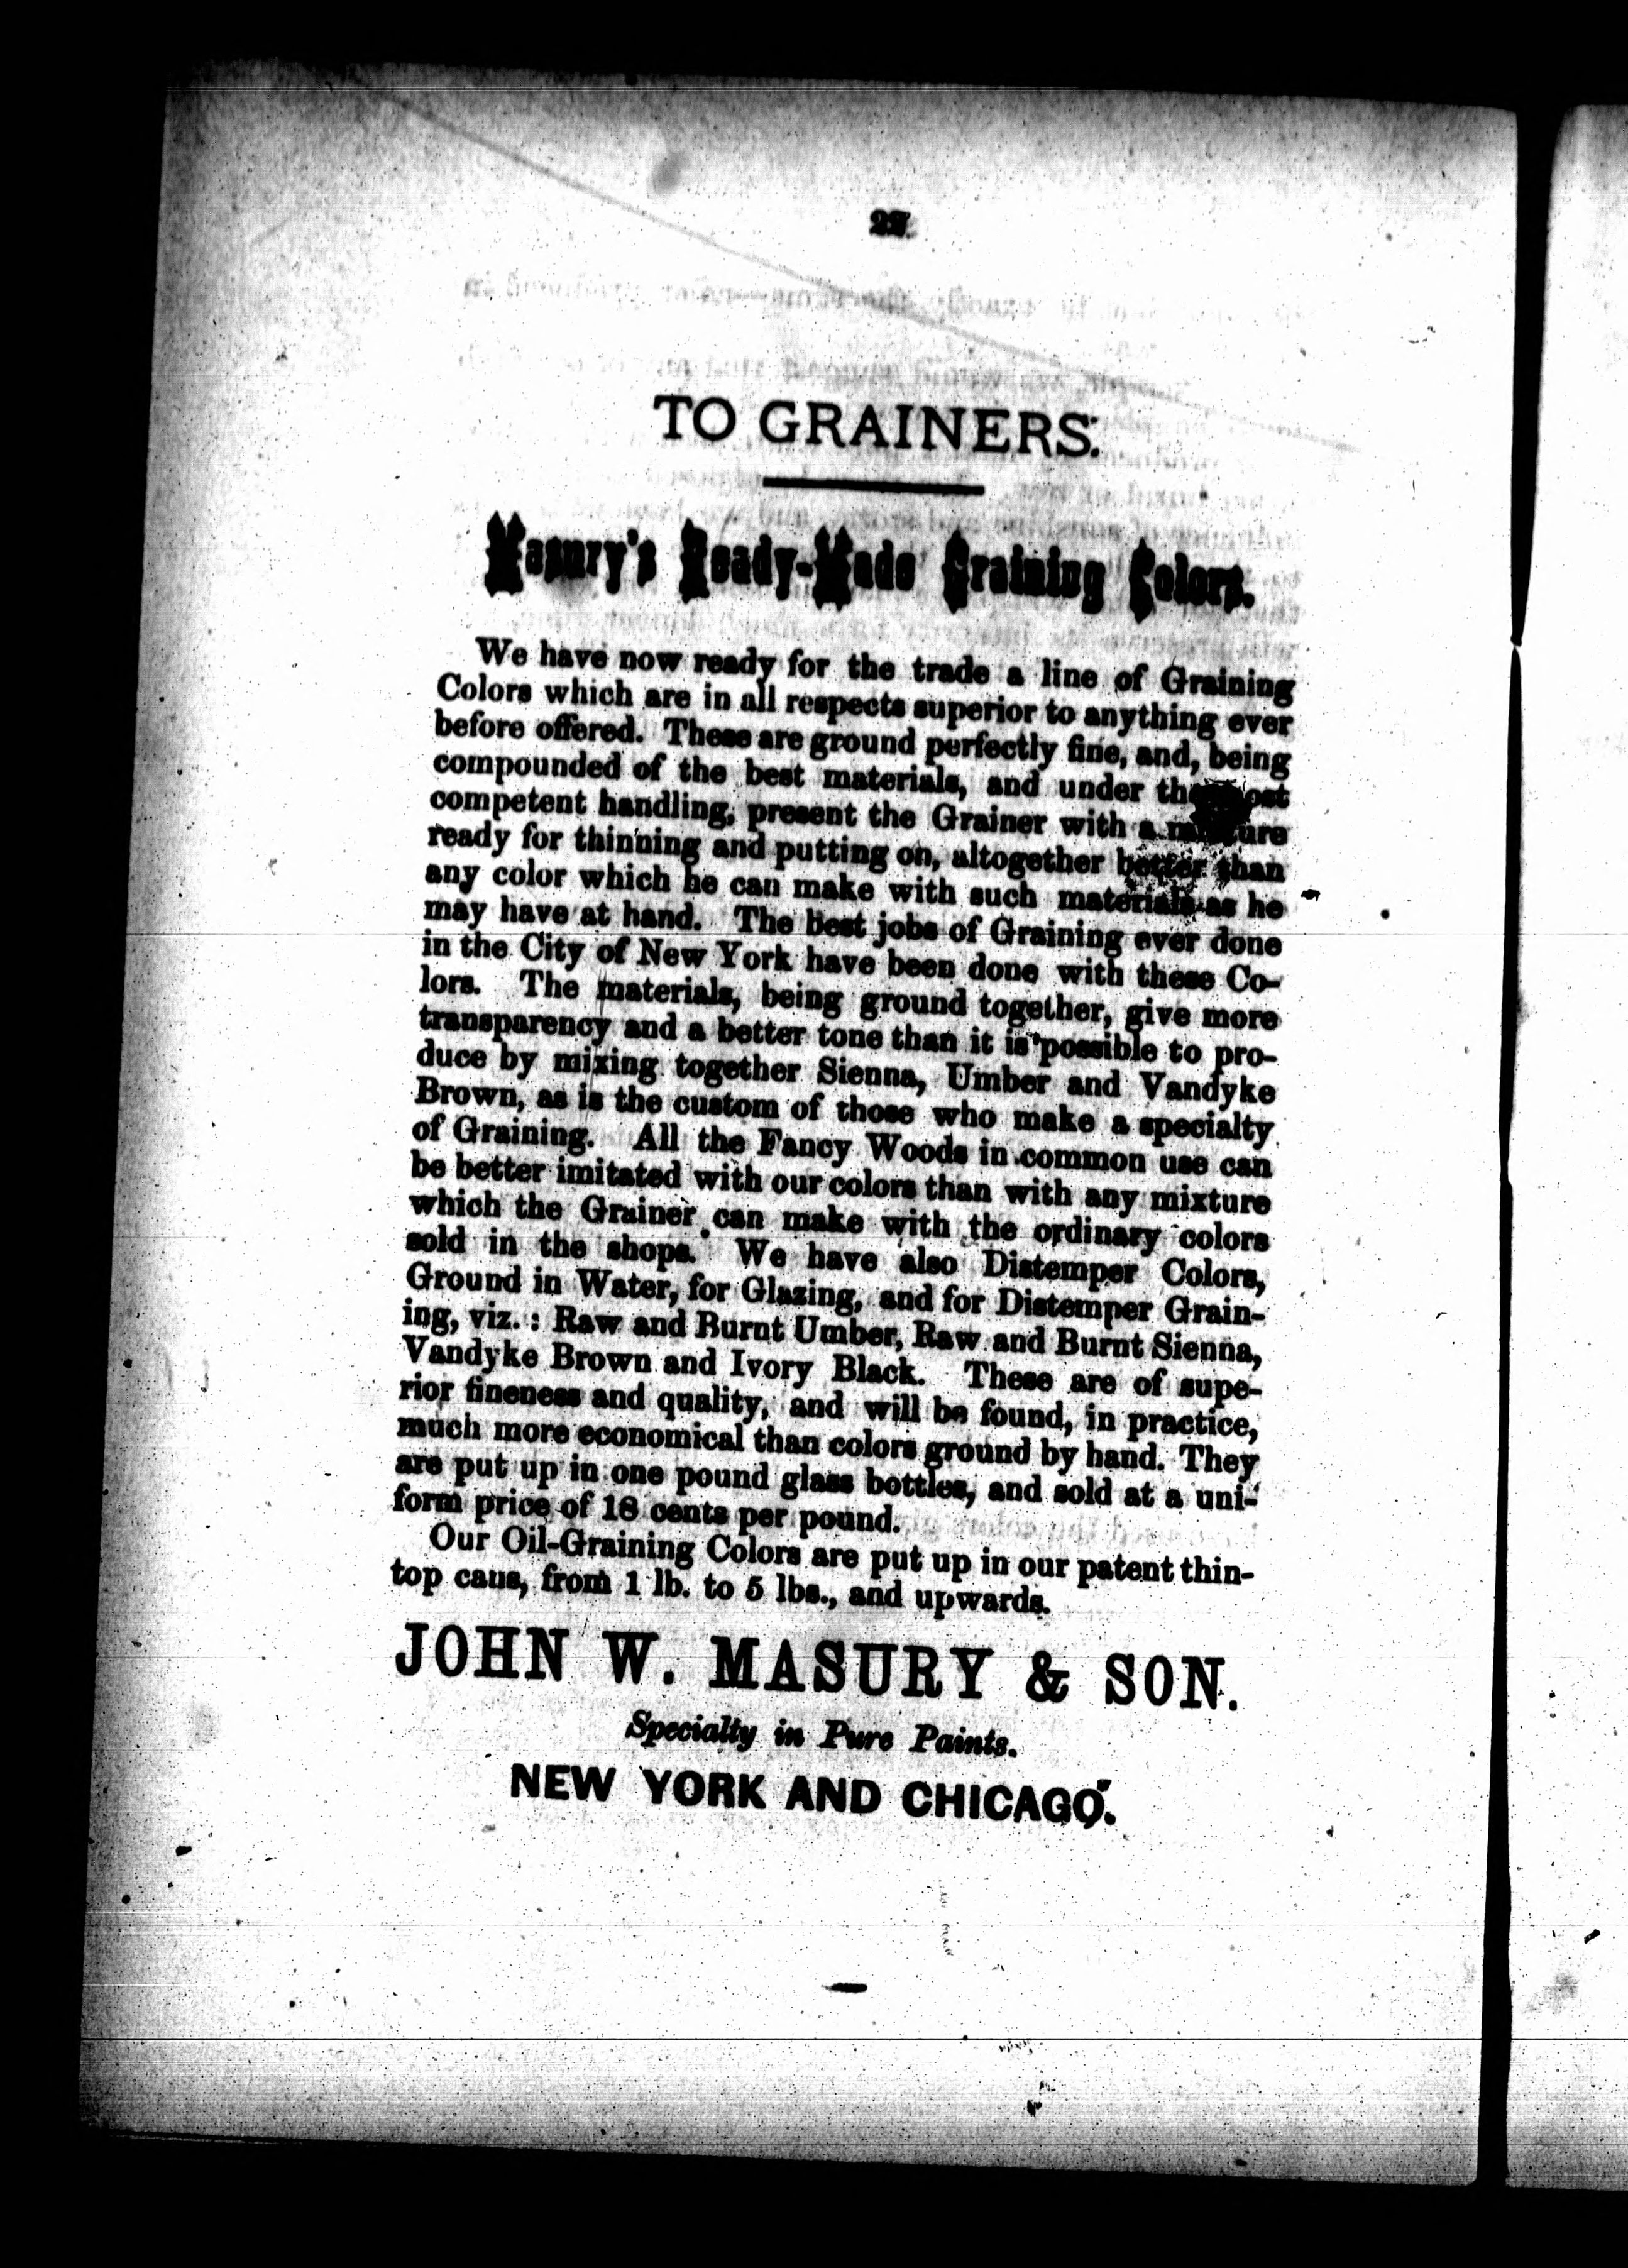 27.
TO GRAINERS.
Masury's Ready-Made Graining Colors.
We have now ready for the trade a line of Graining
Colors which are in all respects superior to anything ever
before offered. These are ground perfectly fine, and, being
compounded of the best materials, and under the most
competent handling, present the Grainer with a mixture
ready for thinning and putting on, altogether better than
any color which he can make with such materials as he
may have at hand. The best jobs of Graining ever done
in the City of New York have been done with these Co-
lors. The materials, being ground together, give more
transparency and a better tone than it is possible to pro-
duce by mixing together Sienna, Umber and Vandyke
Brown, as is the custom of those who make a specialty
of Graining. All the Fancy Woods in common use can
be better imitated with our colors than with any mixture
which the Grainer can make with the ordinary colors
sold in the shops. We have also Distemper Colors,
Ground in Water, for Glazing, and for Distemper Grain-
ing, viz.: Raw and Burnt Umber, Raw and Burnt Sienna,
Vandyke Brown and Ivory Black. These are of supe-
rior fineness and quality, and will be found, in practice,
much more economical than colors ground by hand. They
are put up in one pound glass bottles, and sold at a uni-
form price of 18 cents per pound.
Our Oil-Graining Colors are put up in our patent thin-
top cans, from 1 lb. to 5 lbs., and upwards.
JOHN W. MASURY & SON.
Specialty in Pure Paints.
NEW YORK AND CHICAGO.